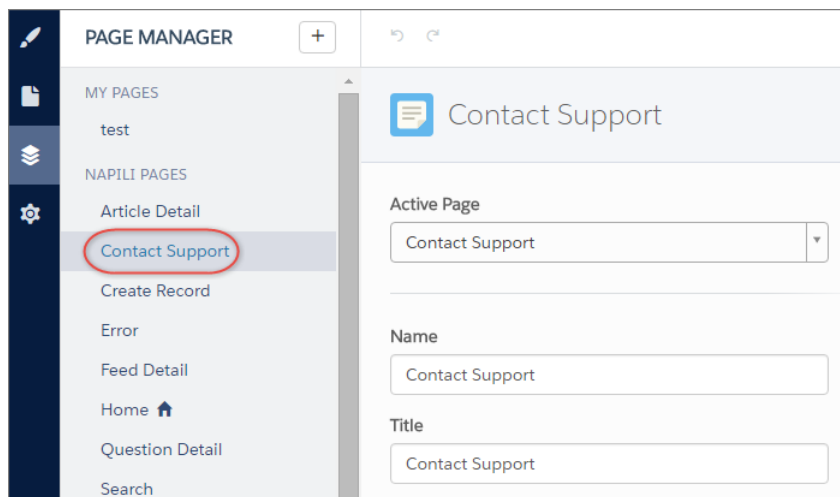 PAGE MANAGER
+
MY PAGES
test
NAPILI PAGES
Article Detail
Contact Support
Create Record
Error
Feed Detail
Home
Question Detail
Search
Contact Support
Active Page
Contact Support
Name
Contact Support
Title
Contact Support